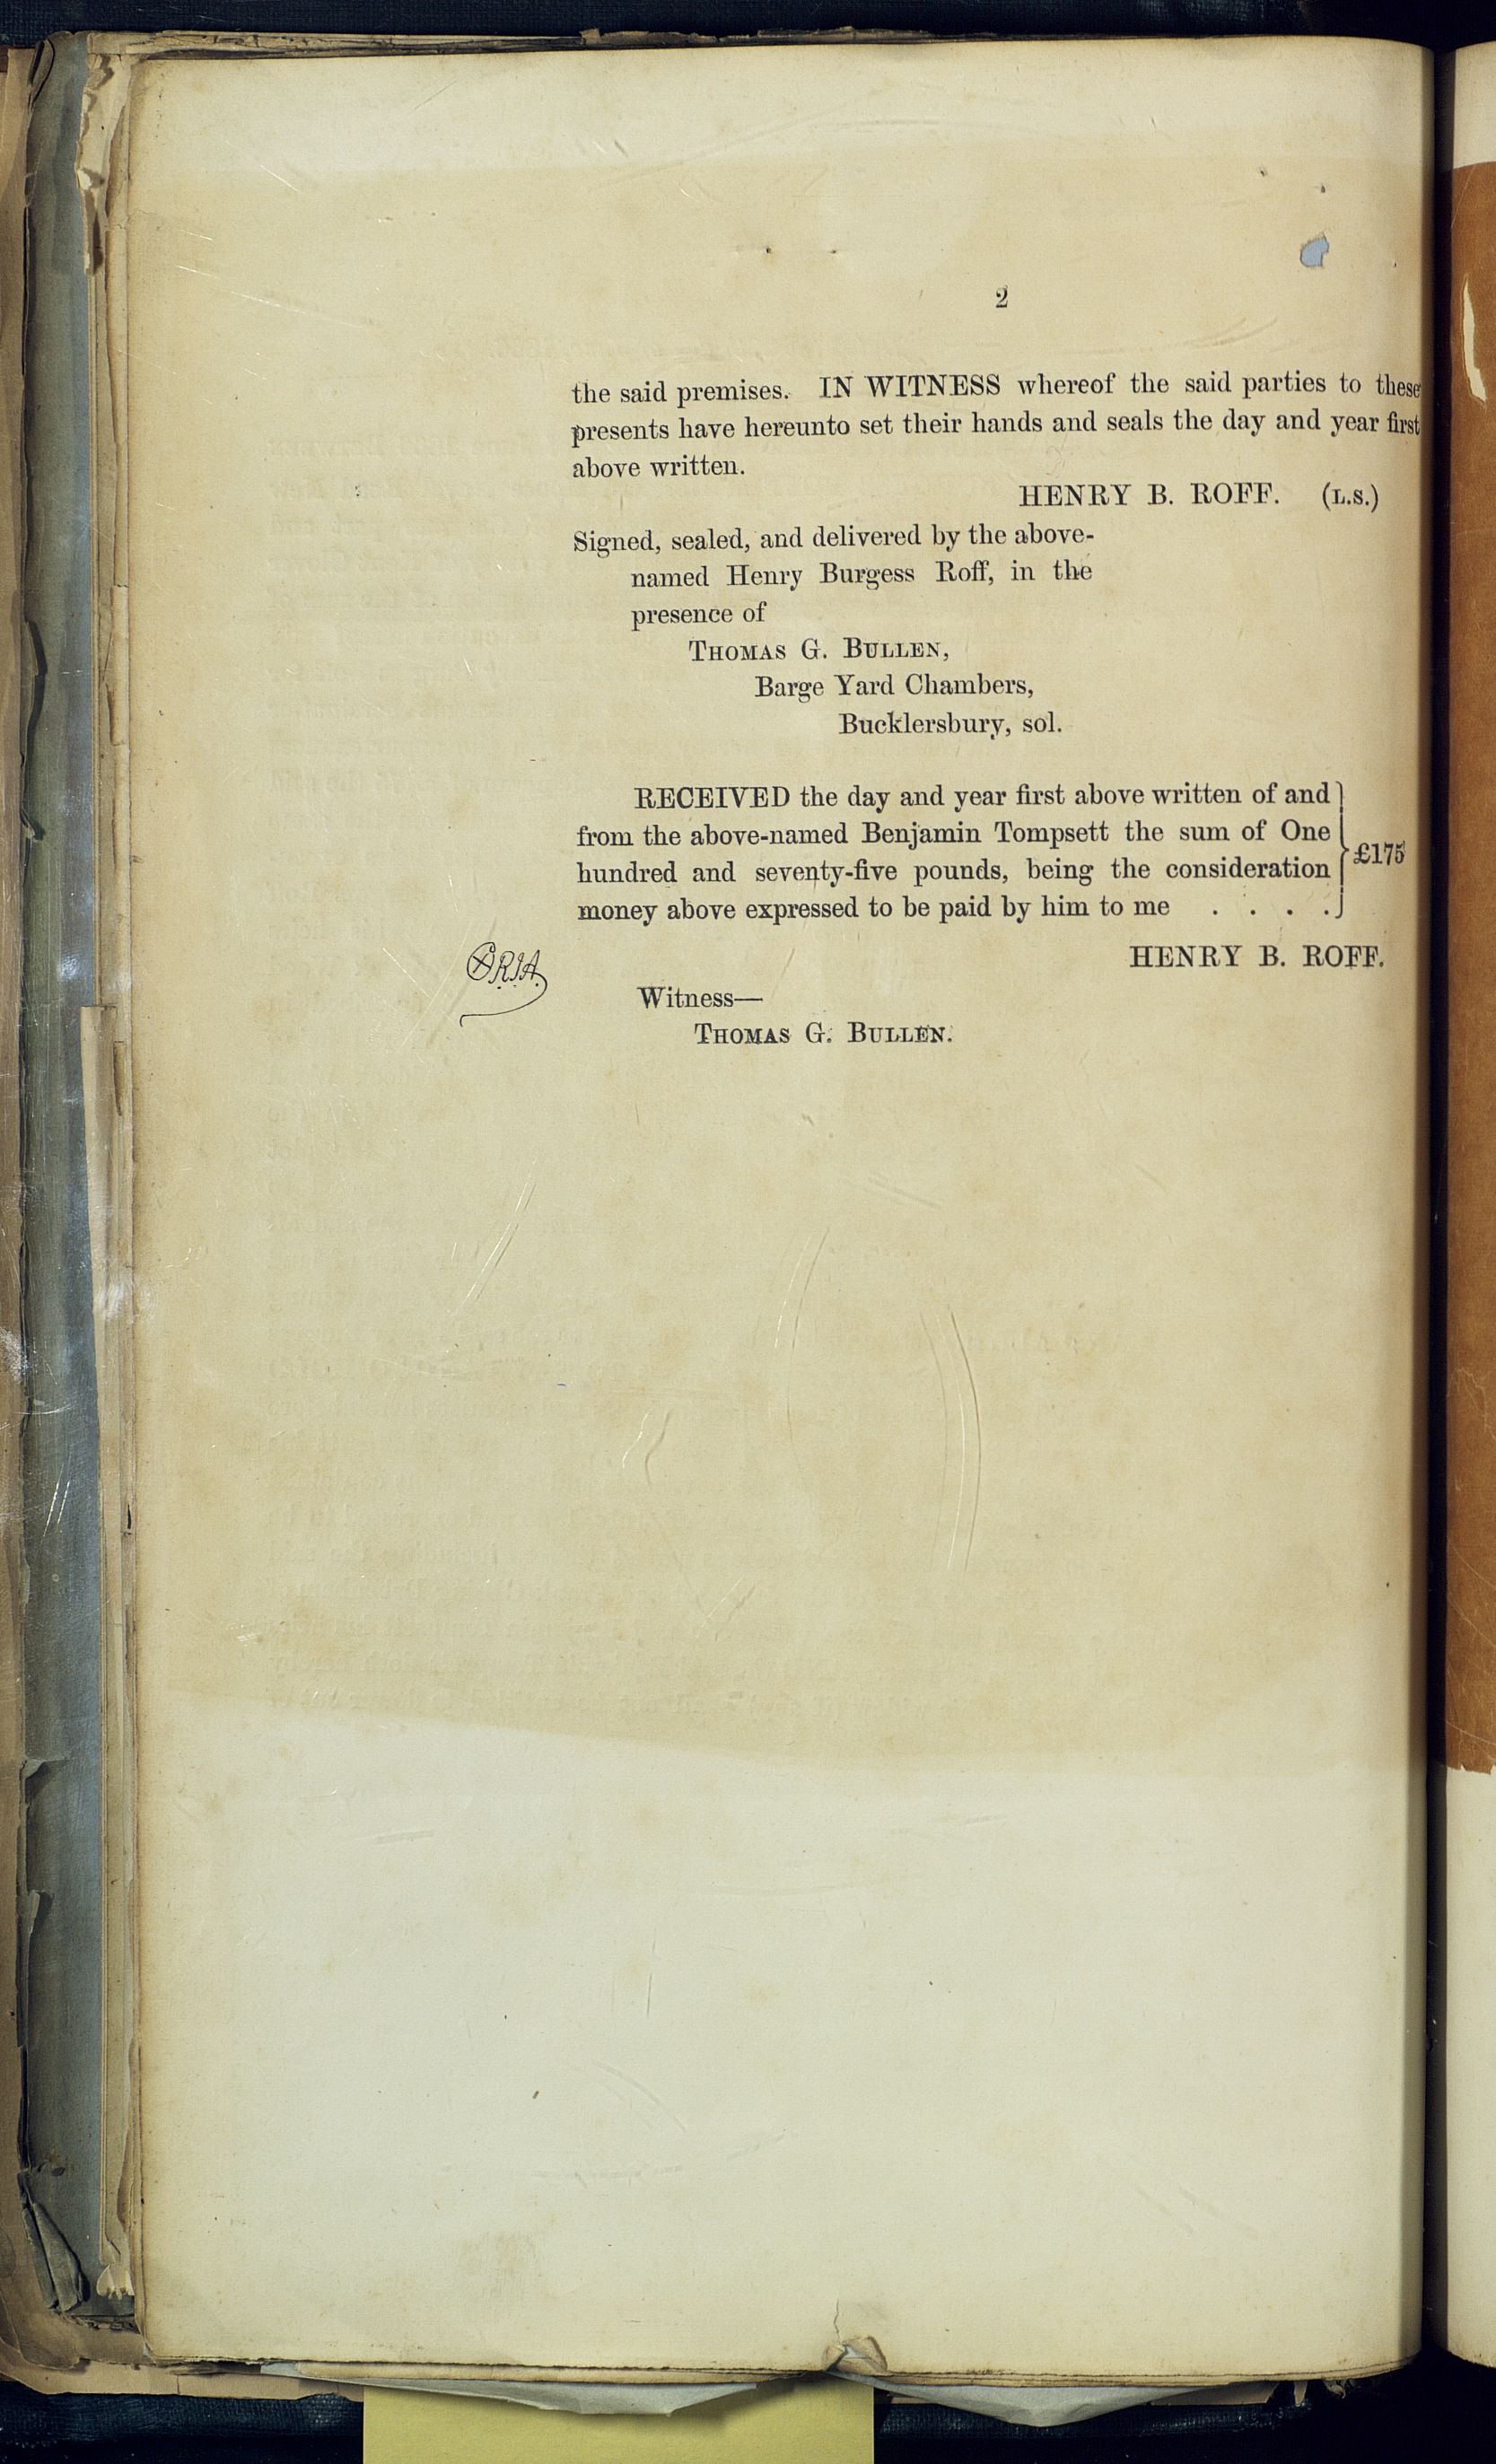 2
the said premises. IN WITNESS whereof the said parties to these
presents have hereunto set their hands and seals the day and year first
above written.
HENRY B. ROFF. (L.S.)
Signed, sealed, and delivered by the above-
named Henry Burgess Roff, in the
presence of
THOMAS G. BULLEN,
Barge Yard Chambers,
Bucklersbury, sol.
RECEIVED the day and year first above written of and
from the above-named Benjamin Tompsett the sum of One
hundred and seventy-five pounds, being the consideration
money above expressed to be paid by him to me . . . .
£175
HENRY B. ROFF.
Witness—
THOMAS G. BULLEN.